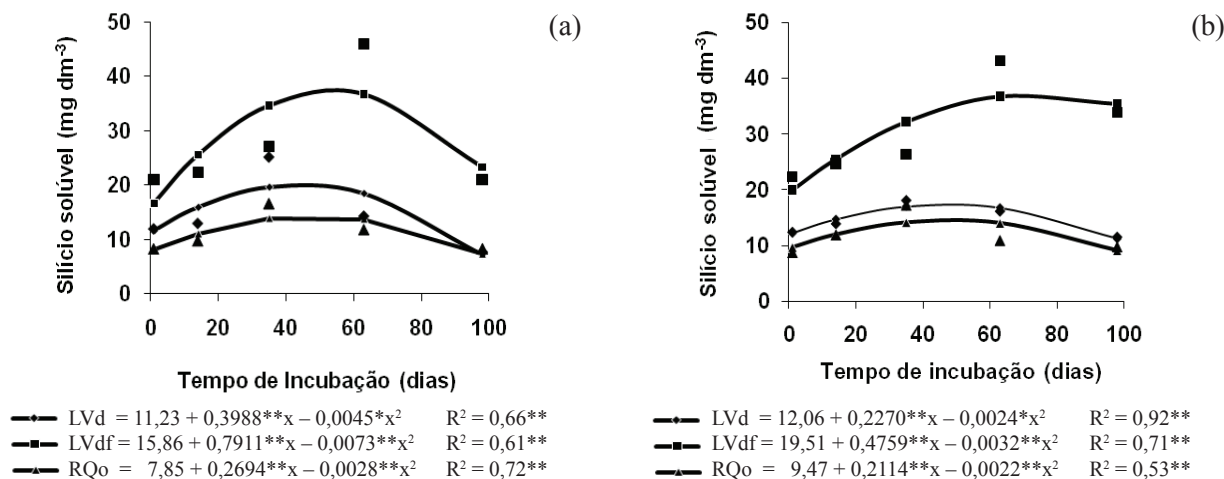 (a)
Silício solúvel (mg dm⁻³)
50
40
30
20
10
0
0 20 40 60 80 100
Tempo de Incubação (dias)
LVd = 11,23 + 0,3988**x – 0,0045*x² R² = 0,66**
LVdf = 15,86 + 0,7911**x – 0,0073**x² R² = 0,61**
RQo = 7,85 + 0,2694**x – 0,0028**x² R² = 0,72**
(b)
Silício solúvel (mg dm⁻³)
50
40
30
20
10
0
0 20 40 60 80 100
Tempo de incubação (dias)
LVd = 12,06 + 0,2270**x – 0,0024*x² R² = 0,92**
LVdf = 19,51 + 0,4759**x – 0,0032**x² R² = 0,71**
RQo = 9,47 + 0,2114**x – 0,0022**x² R² = 0,53**